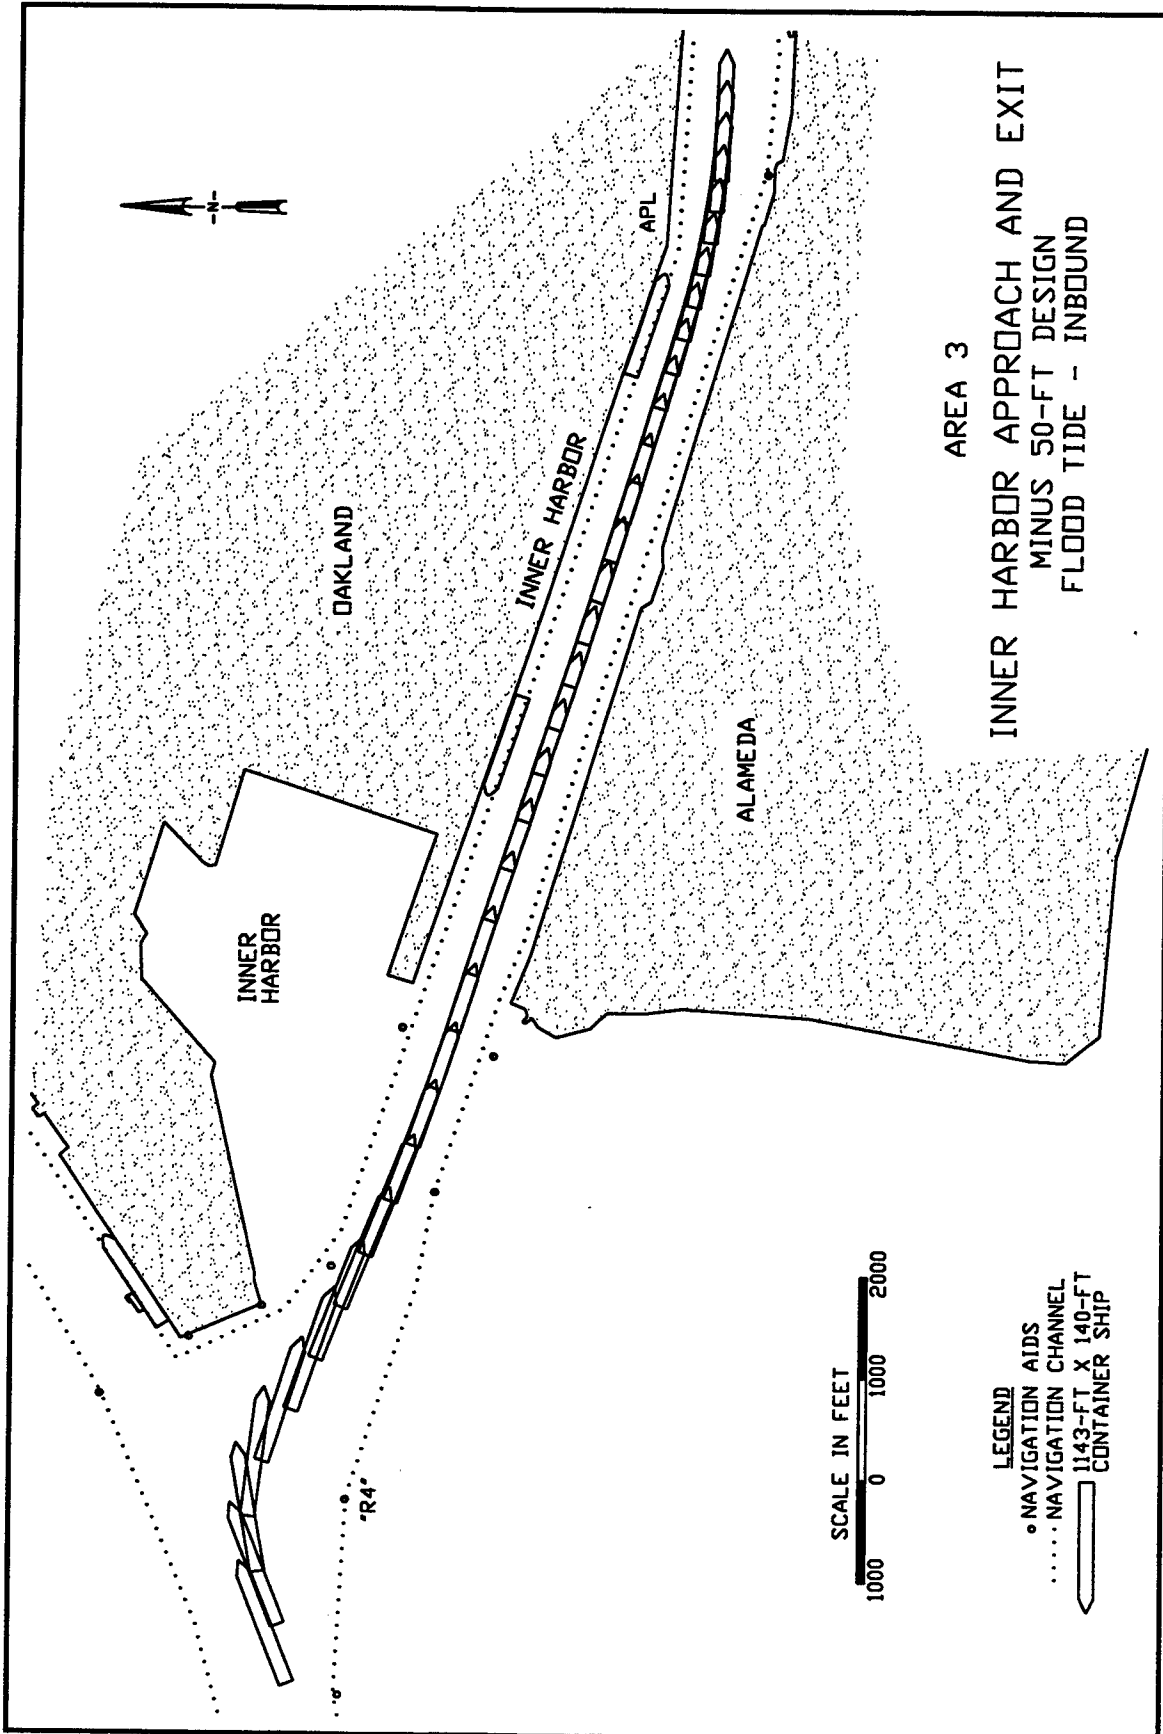 -N-
APL
OAKLAND
INNER HARBOR
INNER
HARBOR
ALAMEDA
"R4"
AREA 3
INNER HARBOR APPROACH AND EXIT
MINUS 50-FT DESIGN
FLOOD TIDE - INBOUND
SCALE IN FEET
1000 0 1000 2000
LEGEND
NAVIGATION AIDS
NAVIGATION CHANNEL
1143-FT X 140-FT
CONTAINER SHIP